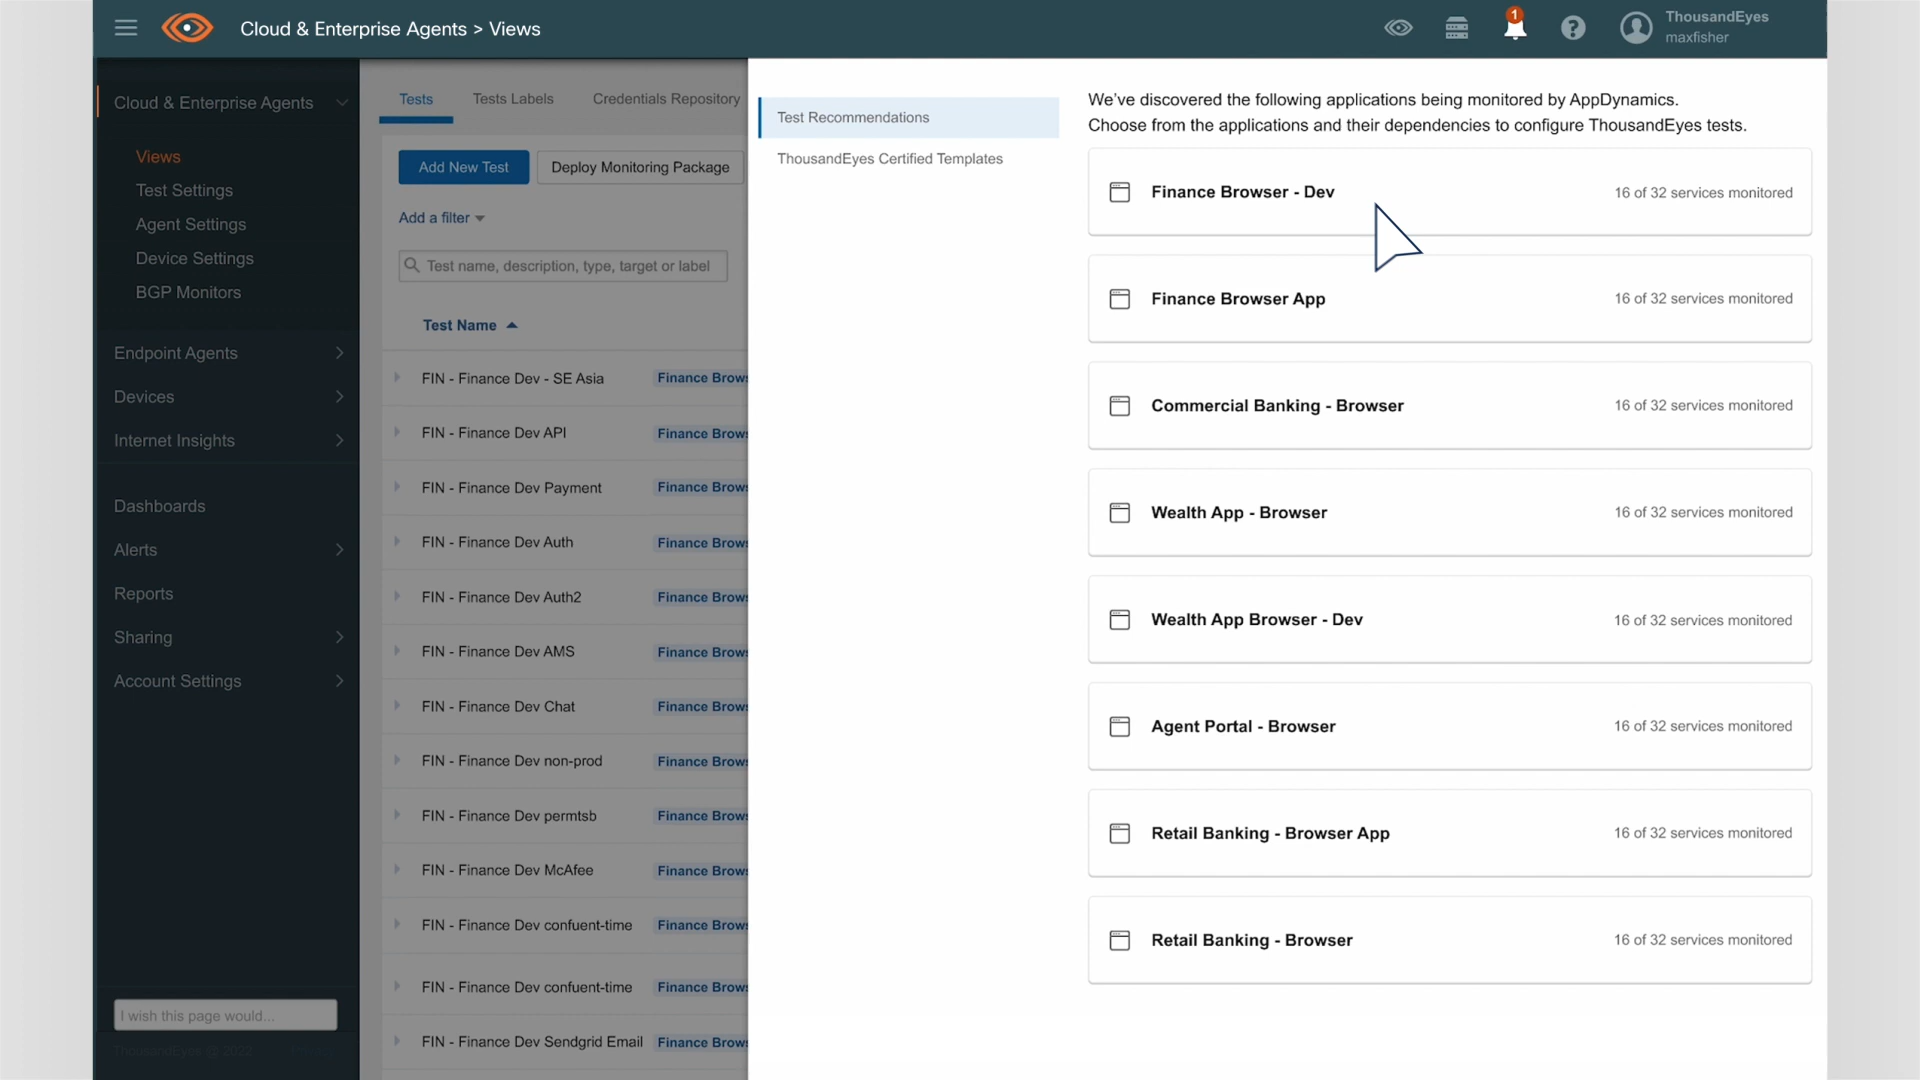 Cloud & Enterprise Agents > Views
1
ThousandEyes
maxfisher
Cloud & Enterprise Agents
Views
Test Settings
Agent Settings
Device Settings
BGP Monitors
Endpoint Agents
Devices
Internet Insights
Dashboards
Alerts
Reports
Sharing
Account Settings
I wish this page would...
ThousandEyes © 2022
Tests
Tests Labels
Credentials Repository
Add New Test
Deploy Monitoring Package
Add a filter
Test name, description, type, target or label
Test Name
FIN - Finance Dev - SE Asia Finance Brows
FIN - Finance Dev API Finance Brows
FIN - Finance Dev Payment Finance Brows
FIN - Finance Dev Auth Finance Brows
FIN - Finance Dev Auth2 Finance Brows
FIN - Finance Dev AMS Finance Brows
FIN - Finance Dev Chat Finance Brows
FIN - Finance Dev non-prod Finance Brows
FIN - Finance Dev permtsb Finance Brows
FIN - Finance Dev McAfee Finance Brows
FIN - Finance Dev confuent-time Finance Brows
FIN - Finance Dev confuent-time Finance Brows
FIN - Finance Dev Sendgrid Email Finance Brows
Test Recommendations
ThousandEyes Certified Templates
We've discovered the following applications being monitored by AppDynamics.
Choose from the applications and their dependencies to configure ThousandEyes tests.
Finance Browser - Dev 16 of 32 services monitored
Finance Browser App 16 of 32 services monitored
Commercial Banking - Browser 16 of 32 services monitored
Wealth App - Browser 16 of 32 services monitored
Wealth App Browser - Dev 16 of 32 services monitored
Agent Portal - Browser 16 of 32 services monitored
Retail Banking - Browser App 16 of 32 services monitored
Retail Banking - Browser 16 of 32 services monitored